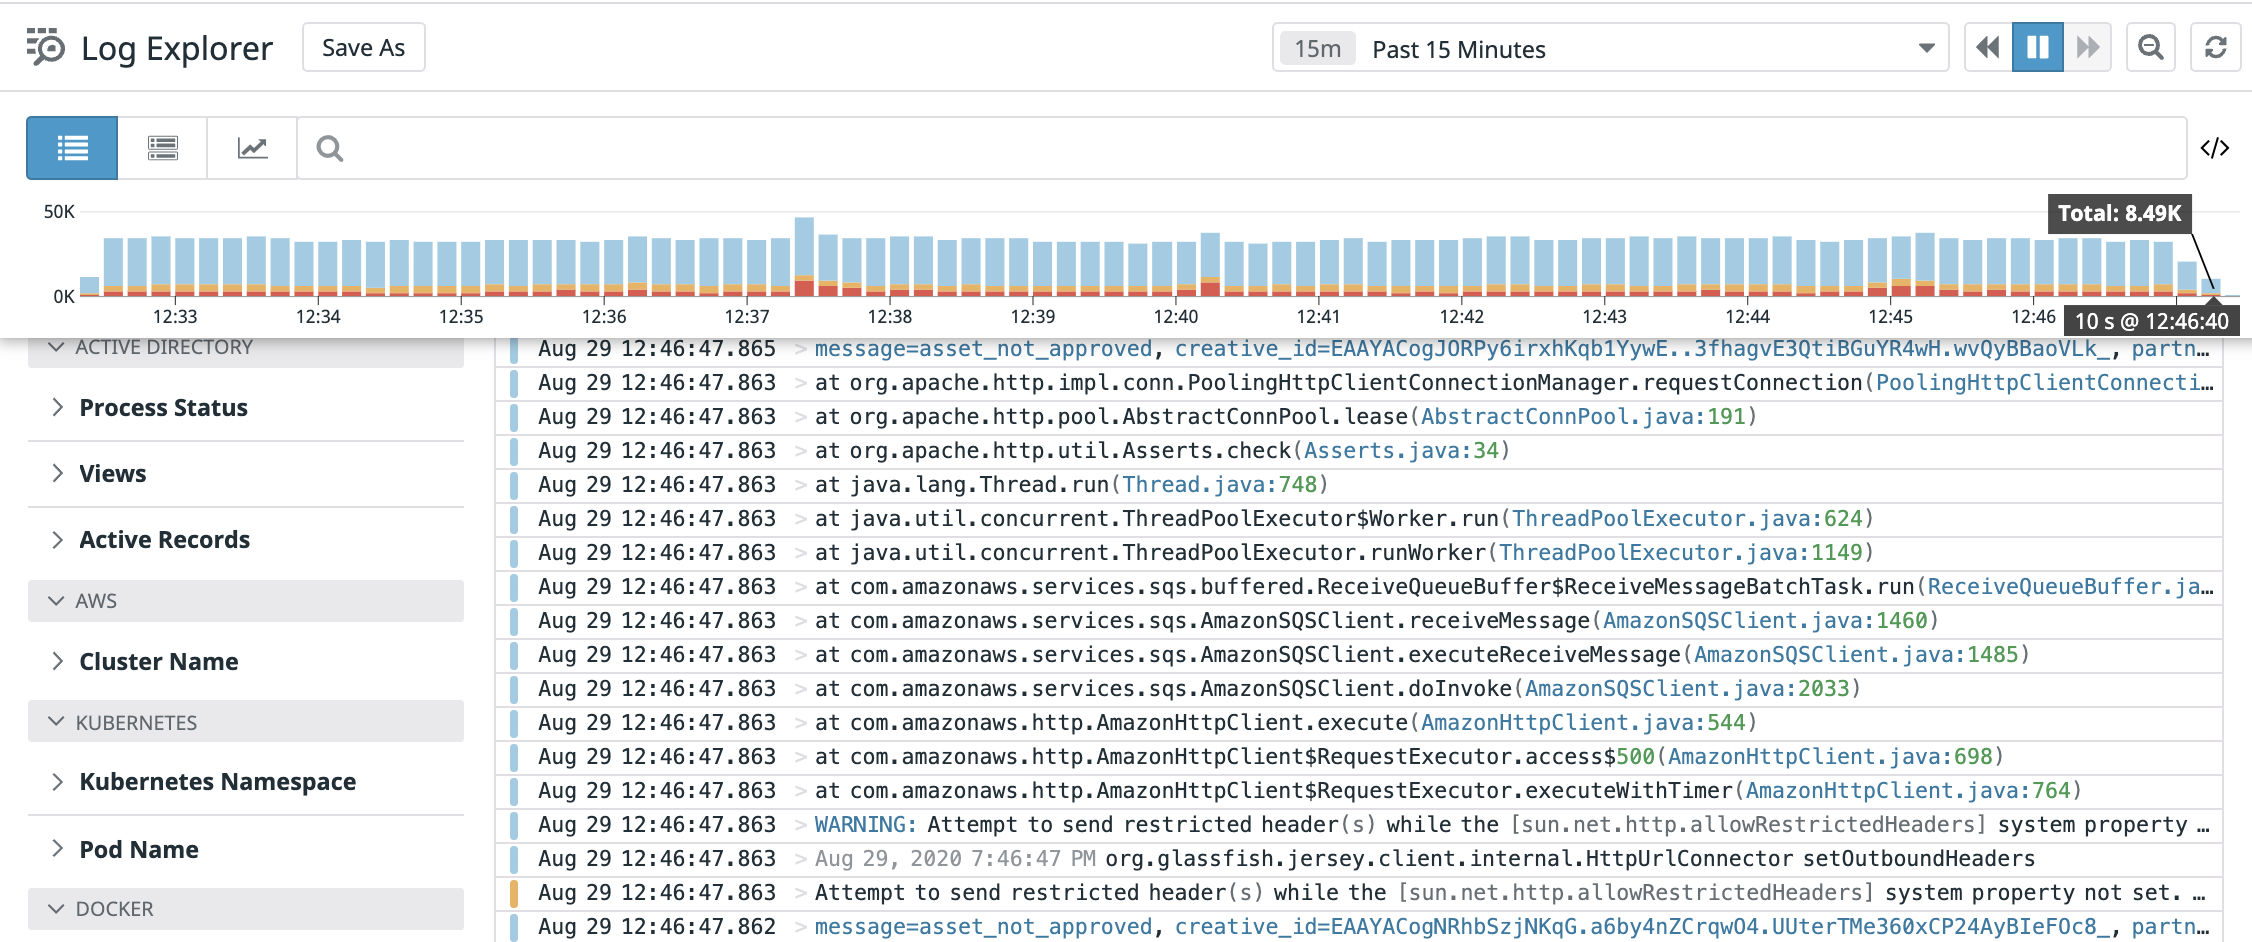 Log Explorer Save As 15m Past 15 Minutes
</>
50K
Total: 8.49K
0K
12:33 12:34 12:35 12:36 12:37 12:38 12:39 12:40 12:41 12:42 12:43 12:44 12:45 12:46
10 s @ 12:46:40
ACTIVE DIRECTORY
Process Status
Views
Active Records
AWS
Cluster Name
KUBERNETES
Kubernetes Namespace
Pod Name
DOCKER
Aug 29 12:46:47.865 > message=asset_not_approved, creative_id=EAAYACogJORPy6irxhKqb1YywE..3fhagvE3QtiBGuYR4wH.wvQyBBaoVLk_, partn…
Aug 29 12:46:47.863 > at org.apache.http.impl.conn.PoolingHttpClientConnectionManager.requestConnection(PoolingHttpClientConnecti…
Aug 29 12:46:47.863 > at org.apache.http.pool.AbstractConnPool.lease(AbstractConnPool.java:191)
Aug 29 12:46:47.863 > at org.apache.http.util.Asserts.check(Asserts.java:34)
Aug 29 12:46:47.863 > at java.lang.Thread.run(Thread.java:748)
Aug 29 12:46:47.863 > at java.util.concurrent.ThreadPoolExecutor$Worker.run(ThreadPoolExecutor.java:624)
Aug 29 12:46:47.863 > at java.util.concurrent.ThreadPoolExecutor.runWorker(ThreadPoolExecutor.java:1149)
Aug 29 12:46:47.863 > at com.amazonaws.services.sqs.buffered.ReceiveQueueBuffer$ReceiveMessageBatchTask.run(ReceiveQueueBuffer.ja…
Aug 29 12:46:47.863 > at com.amazonaws.services.sqs.AmazonSQSClient.receiveMessage(AmazonSQSClient.java:1460)
Aug 29 12:46:47.863 > at com.amazonaws.services.sqs.AmazonSQSClient.executeReceiveMessage(AmazonSQSClient.java:1485)
Aug 29 12:46:47.863 > at com.amazonaws.services.sqs.AmazonSQSClient.doInvoke(AmazonSQSClient.java:2033)
Aug 29 12:46:47.863 > at com.amazonaws.http.AmazonHttpClient.execute(AmazonHttpClient.java:544)
Aug 29 12:46:47.863 > at com.amazonaws.http.AmazonHttpClient$RequestExecutor.access$500(AmazonHttpClient.java:698)
Aug 29 12:46:47.863 > at com.amazonaws.http.AmazonHttpClient$RequestExecutor.executeWithTimer(AmazonHttpClient.java:764)
Aug 29 12:46:47.863 > WARNING: Attempt to send restricted header(s) while the [sun.net.http.allowRestrictedHeaders] system property …
Aug 29 12:46:47.863 > Aug 29, 2020 7:46:47 PM org.glassfish.jersey.client.internal.HttpUrlConnector setOutboundHeaders
Aug 29 12:46:47.863 > Attempt to send restricted header(s) while the [sun.net.http.allowRestrictedHeaders] system property not set. …
Aug 29 12:46:47.862 > message=asset_not_approved, creative_id=EAAYACogNRhbSzjNKqG.a6by4nZCrqwO4.UUterTMe360xCP24AyBIeFOc8_, partn…